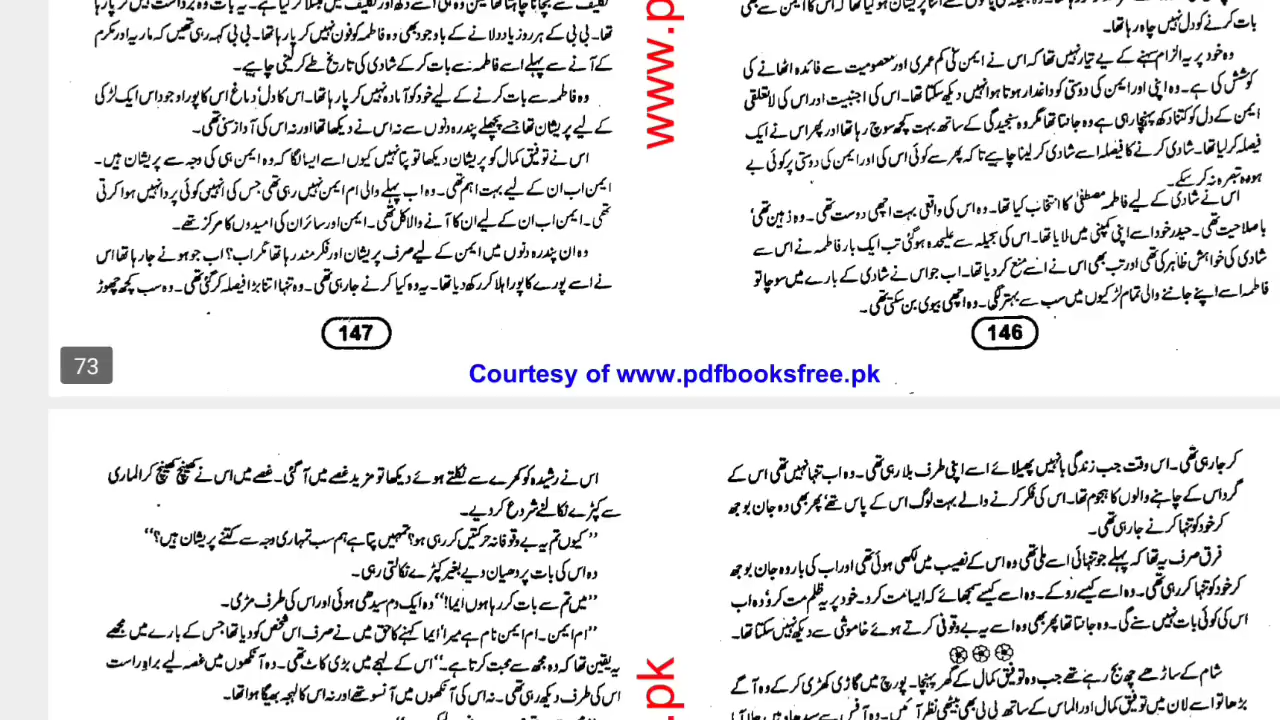 بات کرنے کو دل نہیں چاہ رہا تھا۔
وہ خود پر یہ الزام سہنے کے لیے تیار نہیں تھا کہ اس نے ایمن کی کم عمری اور معصومیت سے فائدہ اٹھانے کی
کوشش کی ہے۔ وہ اپنی اور ایمن کی دوستی کو داغدار ہوتا ہوا نہیں دیکھ سکتا تھا۔ اس کی اجنبیت اور اس کی لاتعلقی
ایمن کے دل کو کتنا دکھ پہنچا رہی ہے وہ جانتا تھا مگر وہ سنجیدگی کے ساتھ بہت کچھ سوچ رہا تھا اور پھر اس نے ایک
فیصلہ کر لیا تھا۔ شادی کرنے کا فیصلہ اسے شادی کر لینا چاہیے تاکہ پھر سے کوئی اس کی اور ایمن کی دوستی پر کوئی بے
ہودہ تبصرہ نہ کر سکے۔
اس نے شادی کے لیے فاطمہ مصطفیٰ کا انتخاب کیا تھا۔ وہ اس کی واقعی بہت اچھی دوست تھی۔ وہ ذہین تھی،
باصلاحیت تھی۔ حیدر خود اسے اپنی کمپنی میں لایا تھا۔ اس کی جمیلہ سے علیحدہ ہو گئی تب ایک بار فاطمہ نے اس سے
شادی کی خواہش ظاہر کی تھی اور تب بھی اس نے اسے منع کر دیا تھا۔ اب جو اس نے شادی کے بارے میں سوچا تو
فاطمہ اسے اپنے جاننے والی تمام لڑکیوں میں سب سے بہتر لگی۔ وہ اچھی بیوی بن سکتی تھی۔
146
تھا۔ بی بی کے ہر روز یاد دلانے کے باوجود بھی وہ فاطمہ کو فون نہیں کر پا رہا تھا۔ بی بی کہہ رہی تھیں کہ ماریہ اور مکرم
کے آنے سے پہلے اسے فاطمہ سے بات کر کے شادی کی تاریخ طے کر لینی چاہیے۔
وہ فاطمہ سے بات کرنے کے لیے خود کو آمادہ نہیں کر پا رہا تھا۔ اس کا دل، دماغ اس کا پورا وجود اس ایک لڑکی
کے لیے پریشان تھا جسے پچھلے پندرہ دنوں سے نہ اس نے دیکھا تھا اور نہ اس کی آواز سنی تھی۔
اس نے توفیق کمال کو پریشان دیکھا تو پتا نہیں کیوں اسے ایسا لگا کہ وہ ایمن ہی کی وجہ سے پریشان ہیں۔
ایمن اب ان کے لیے بہت اہم تھی۔ وہ اب پہلے والی ام ایمن نہیں رہی تھی جس کی انہیں کوئی پروا نہیں ہوا کرتی
تھی۔ ایمن اب ان کے لیے ان کا آنے والا کل تھی۔ ایمن اور سائران کی امیدوں کا مرکز تھے۔
وہ ان پندرہ دنوں میں ایمن کے لیے صرف پریشان اور فکرمند رہا تھا مگر اب؟ اب جو ہونے جا رہا تھا اس
نے اسے پورے کا پورا ہلا کر رکھ دیا تھا۔ یہ وہ کیا کرنے جا رہی تھی۔ وہ تنہا اتنا بڑا فیصلہ کر گئی تھی۔ وہ سب کچھ چھوڑ
147
73
Courtesy of www.pdfbooksfree.pk
www.p
کر جا رہی تھی۔ اس وقت جب زندگی بانہیں پھیلائے اسے اپنی طرف بلا رہی تھی۔ وہ اب تنہا نہیں تھی اس کے
گرد اس کے چاہنے والوں کا ہجوم تھا۔ اس کی فکر کرنے والے بہت لوگ اس کے پاس تھے، پھر بھی وہ جان بوجھ
کر خود کو تنہا کرنے جا رہی تھی۔
فرق صرف یہ تھا کہ پہلے جو تنہائی اسے ملی تھی وہ اس کے نصیب میں لکھی ہوئی تھی اور اب کی بار وہ جان بوجھ
کر خود کو تنہا کر رہی تھی۔ وہ اسے کیسے روکے۔ وہ اسے کیسے سمجھائے کہ ایسا مت کرو۔ خود پر یہ ظلم مت کرو، وہ اب
اس کی کوئی بات نہیں سنے گی۔ وہ جانتا تھا پھر بھی وہ اسے یہ بے وقوفی کرتے ہوئے خاموشی سے دیکھ نہیں سکتا تھا۔
شام کے ساڑھے چھ بج رہے تھے جب وہ توفیق کمال کے گھر پہنچا۔ پورچ میں گاڑی کھڑی کر کے وہ آگے
بڑھا تو اسے لان میں توفیق کمال اور الماس کے ساتھ بی بی بھی بیٹھی نظر آئیں۔ وہ آفس سے سیدھا
اس نے رشیدہ کو کمرے سے نکلتے ہوئے دیکھا تو مزید غصے میں آ گئی۔ غصے میں اس نے کھینچ کھینچ کر الماری
سے کپڑے نکالنے شروع کر دیے۔
”کیوں تم یہ بے وقوفانہ حرکتیں کر رہی ہو؟ تمہیں پتا ہے ہم سب تمہاری وجہ سے کتنے پریشان ہیں؟“
وہ اس کی بات پر دھیان دیے بغیر کپڑے نکالتی رہی۔
”میں تم سے بات کر رہا ہوں ایما!“ وہ ایک دم سیدھی ہوئی اور اس کی طرف مڑی۔
”ام ایمن۔ ام ایمن نام ہے میرا، ایما کہنے کا حق میں نے صرف اس شخص کو دیا تھا جس کے بارے میں مجھے
یہ یقین تھا کہ وہ مجھ سے محبت کرتا ہے۔“ اس کے لہجے میں بڑی کاٹ تھی۔ وہ آنکھوں میں غصہ لیے براہ راست
اس کی طرف دیکھ رہی تھی۔ نہ اس کی آنکھوں میں آنسو تھے اور نہ اس کا لہجہ بھیگا ہوا تھا۔
.pk